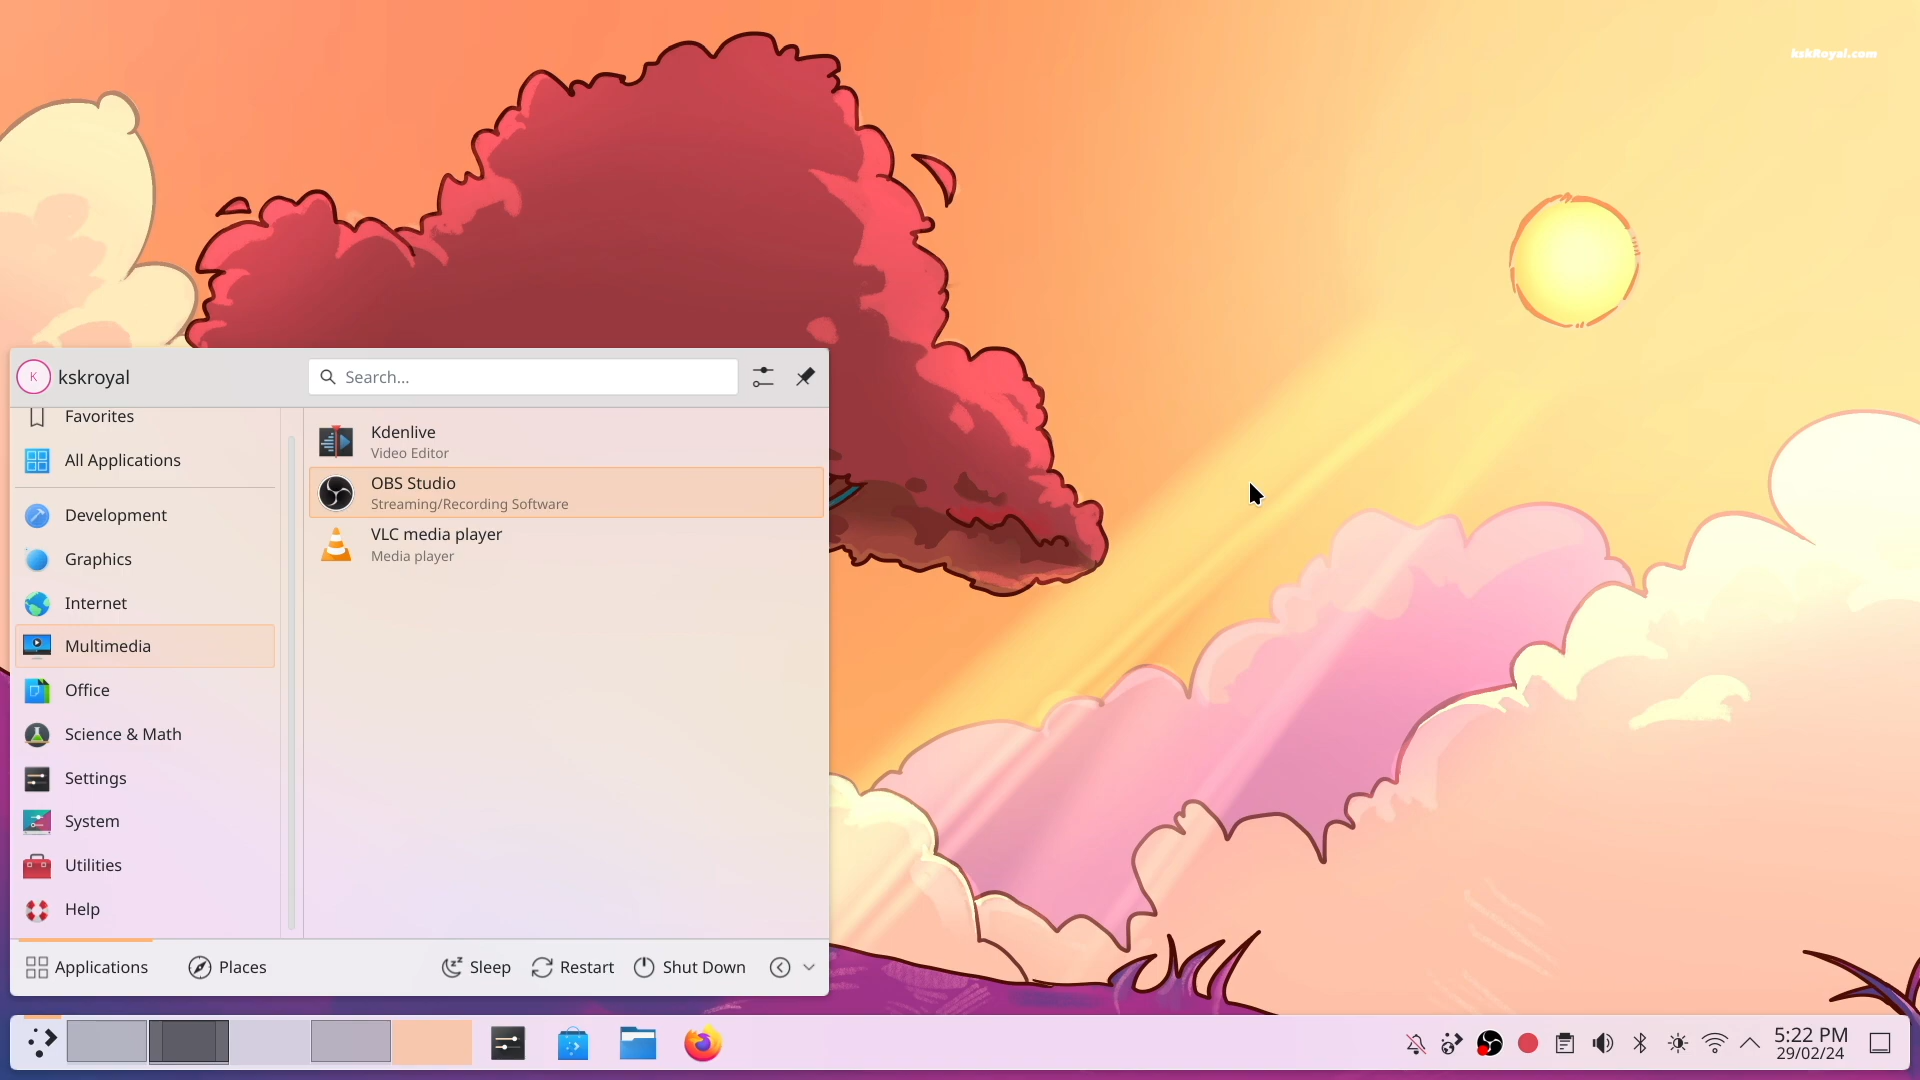 kskRoyal.com
K
kskroyal
Search...
Favorites
All Applications
Development
Graphics
Internet
Multimedia
Office
Science & Math
Settings
System
Utilities
Help
Kdenlive
Video Editor
OBS Studio
Streaming/Recording Software
VLC media player
Media player
Applications
Places
Sleep
Restart
Shut Down
5:22 PM
29/02/24